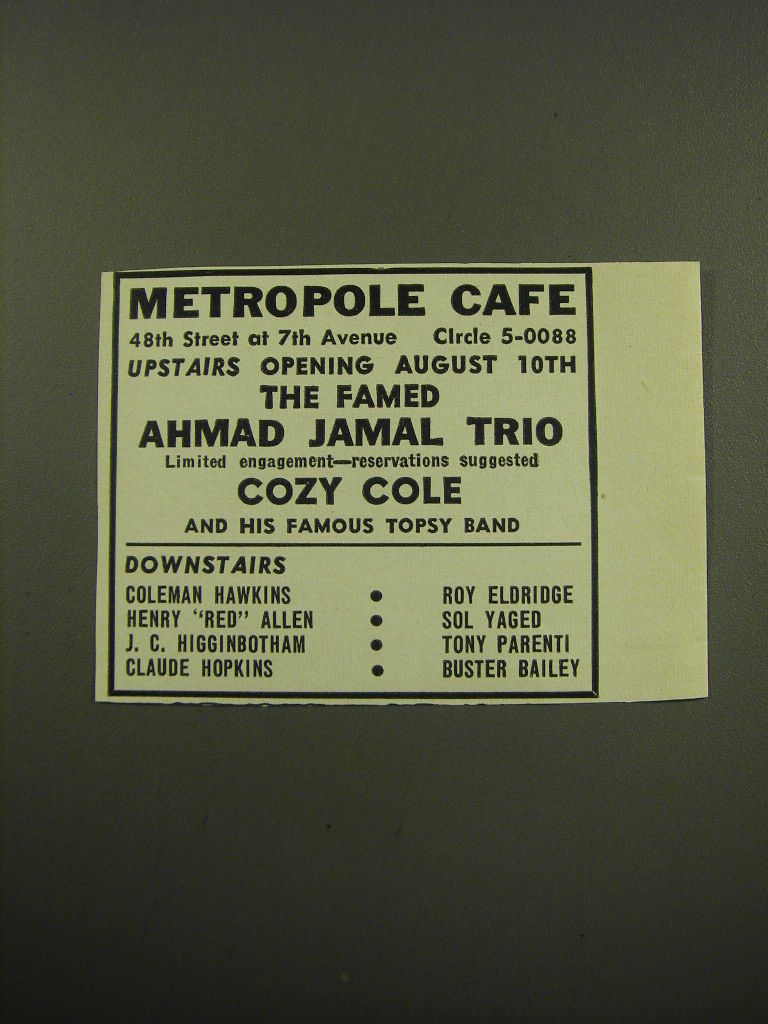 METROPOLE CAFE
48th Street at 7th Avenue CIrcle 5-0088
UPSTAIRS OPENING AUGUST 10TH
THE FAMED
AHMAD JAMAL TRIO
Limited engagement—reservations suggested
COZY COLE
AND HIS FAMOUS TOPSY BAND
DOWNSTAIRS
COLEMAN HAWKINS • ROY ELDRIDGE
HENRY "RED" ALLEN • SOL YAGED
J. C. HIGGINBOTHAM • TONY PARENTI
CLAUDE HOPKINS • BUSTER BAILEY